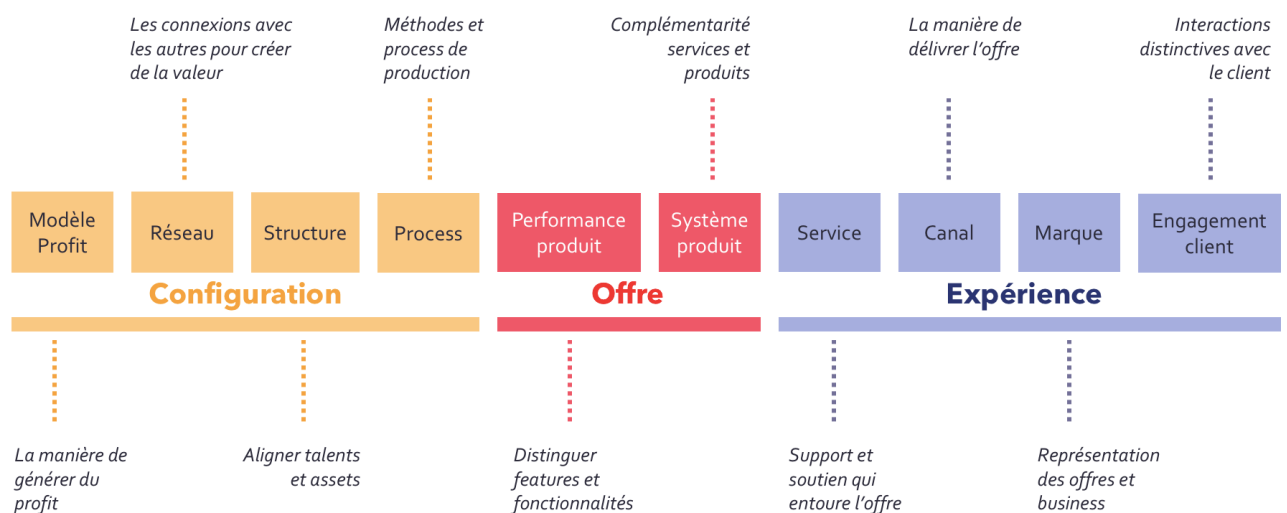 Les connexions avec
les autres pour créer
de la valeur
Méthodes et
process de
production
Complémentarité
services et
produits
La manière de
délivrer l’offre
Interactions
distinctives avec
le client
Modèle
Profit
Réseau
Structure
Process
Performance
produit
Système
produit
Service
Canal
Marque
Engagement
client
Configuration
Offre
Expérience
La manière de
générer du
profit
Aligner talents
et assets
Distinguer
features et
fonctionnalités
Support et
soutien qui
entoure l’offre
Représentation
des offres et
business